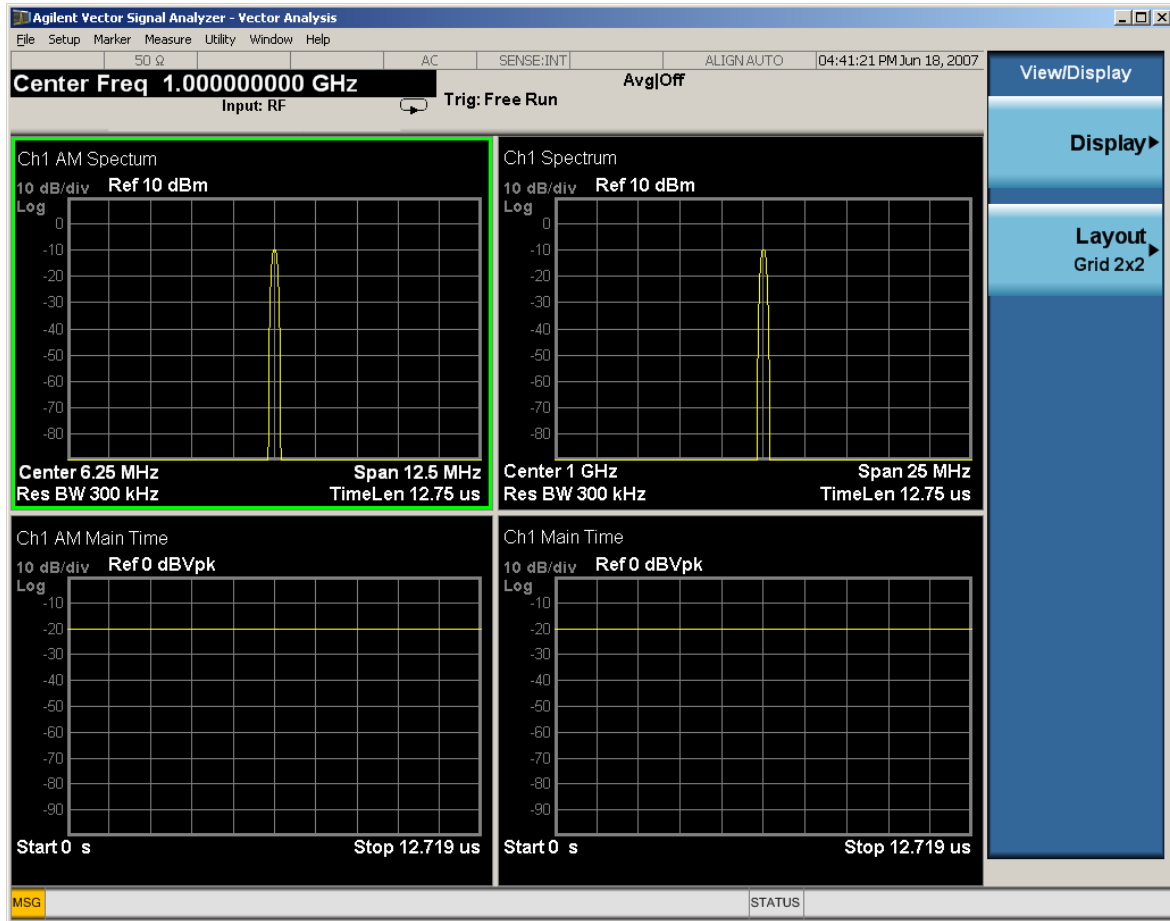 Agilent Vector Signal Analyzer - Vector Analysis
File Setup Marker Measure Utility Window Help
50 Ω AC SENSE:INT ALIGN AUTO 04:41:21 PM Jun 18, 2007
Center Freq 1.000000000 GHz
Input: RF
Trig: Free Run
Avg|Off
View/Display
Display
Layout
Grid 2x2
Ch1 AM Spectum
10 dB/div Ref 10 dBm
Log
0
-10
-20
-30
-40
-50
-60
-70
-80
Center 6.25 MHz Span 12.5 MHz
Res BW 300 kHz TimeLen 12.75 us
Ch1 Spectrum
10 dB/div Ref 10 dBm
Log
0
-10
-20
-30
-40
-50
-60
-70
-80
Center 1 GHz Span 25 MHz
Res BW 300 kHz TimeLen 12.75 us
Ch1 AM Main Time
10 dB/div Ref 0 dBVpk
Log
-10
-20
-30
-40
-50
-60
-70
-80
-90
Start 0 s Stop 12.719 us
Ch1 Main Time
10 dB/div Ref 0 dBVpk
Log
-10
-20
-30
-40
-50
-60
-70
-80
-90
Start 0 s Stop 12.719 us
MSG STATUS